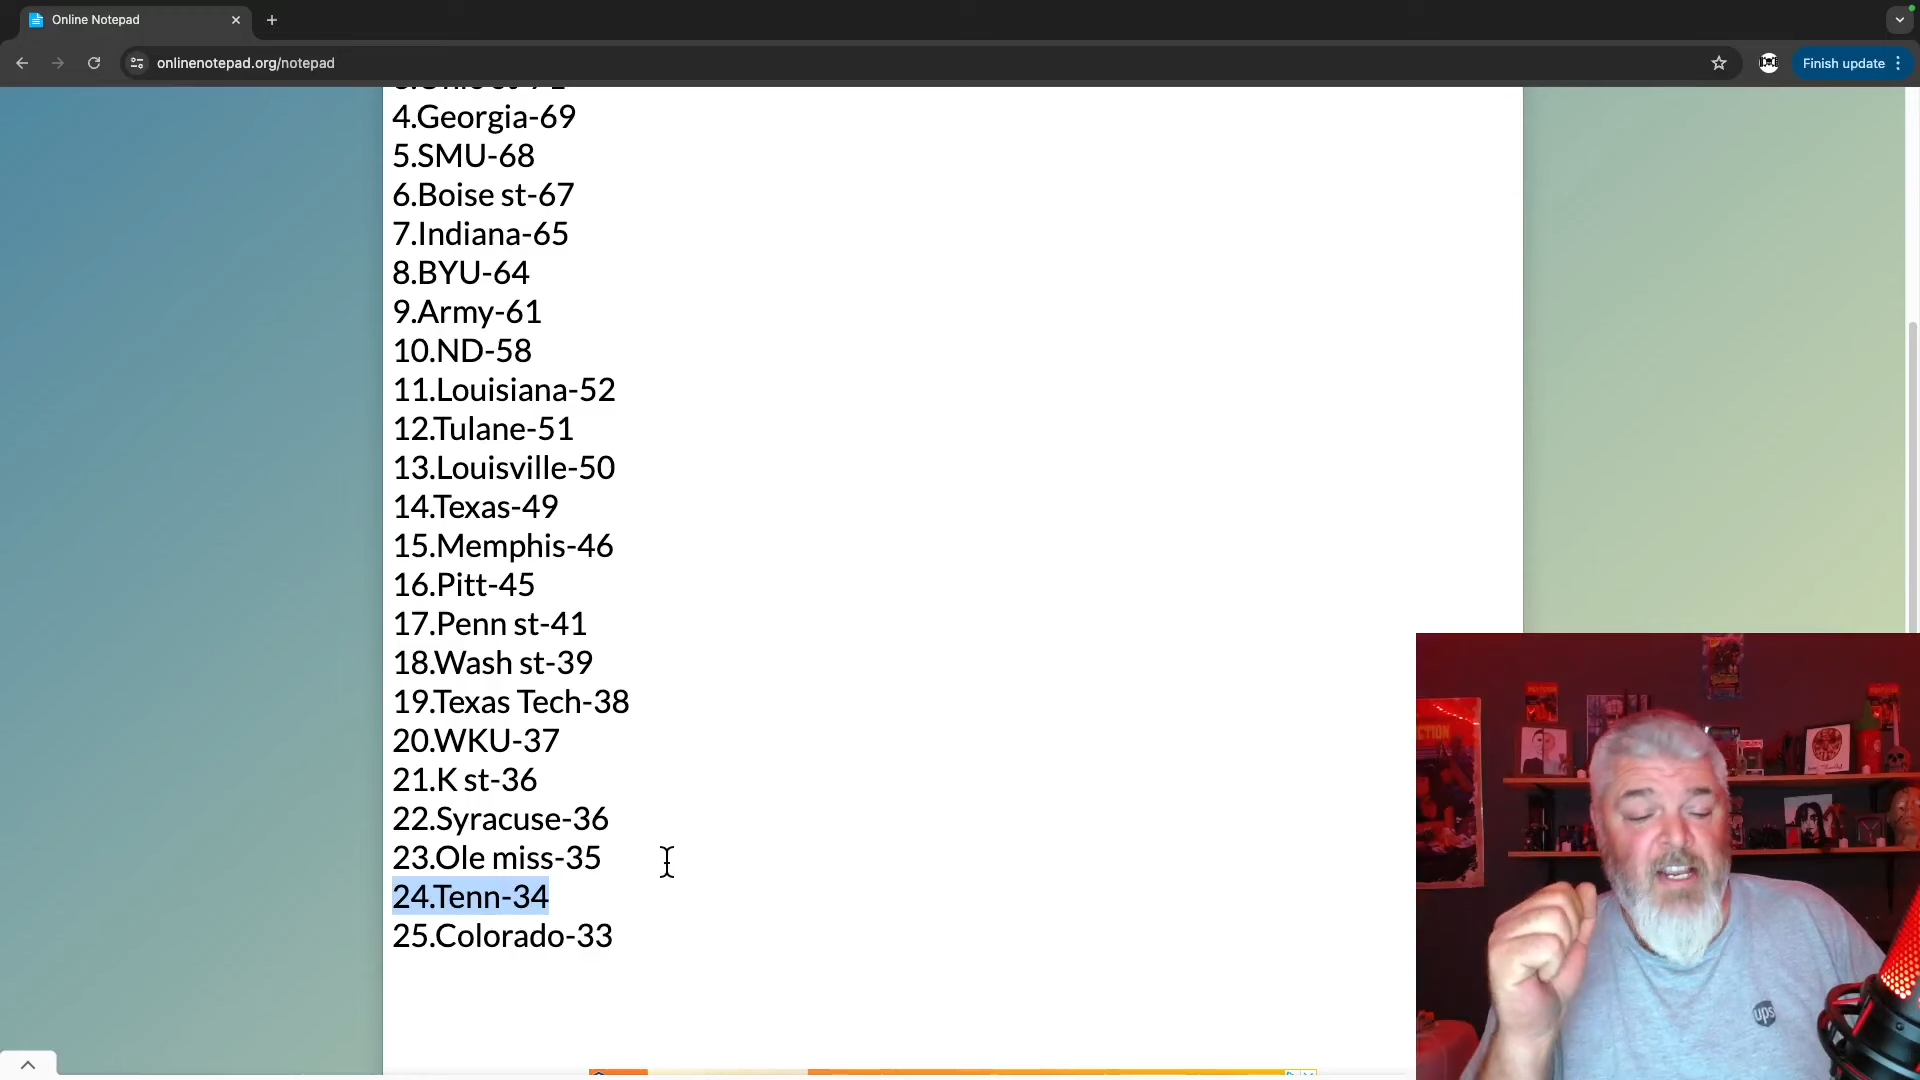 Online Notepad
onlinenotepad.org/notepad
Finish update
4.Georgia-69
5.SMU-68
6.Boise st-67
7.Indiana-65
8.BYU-64
9.Army-61
10.ND-58
11.Louisiana-52
12.Tulane-51
13.Louisville-50
14.Texas-49
15.Memphis-46
16.Pitt-45
17.Penn st-41
18.Wash st-39
19.Texas Tech-38
20.WKU-37
21.K st-36
22.Syracuse-36
23.Ole miss-35
24.Tenn-34
25.Colorado-33
ups